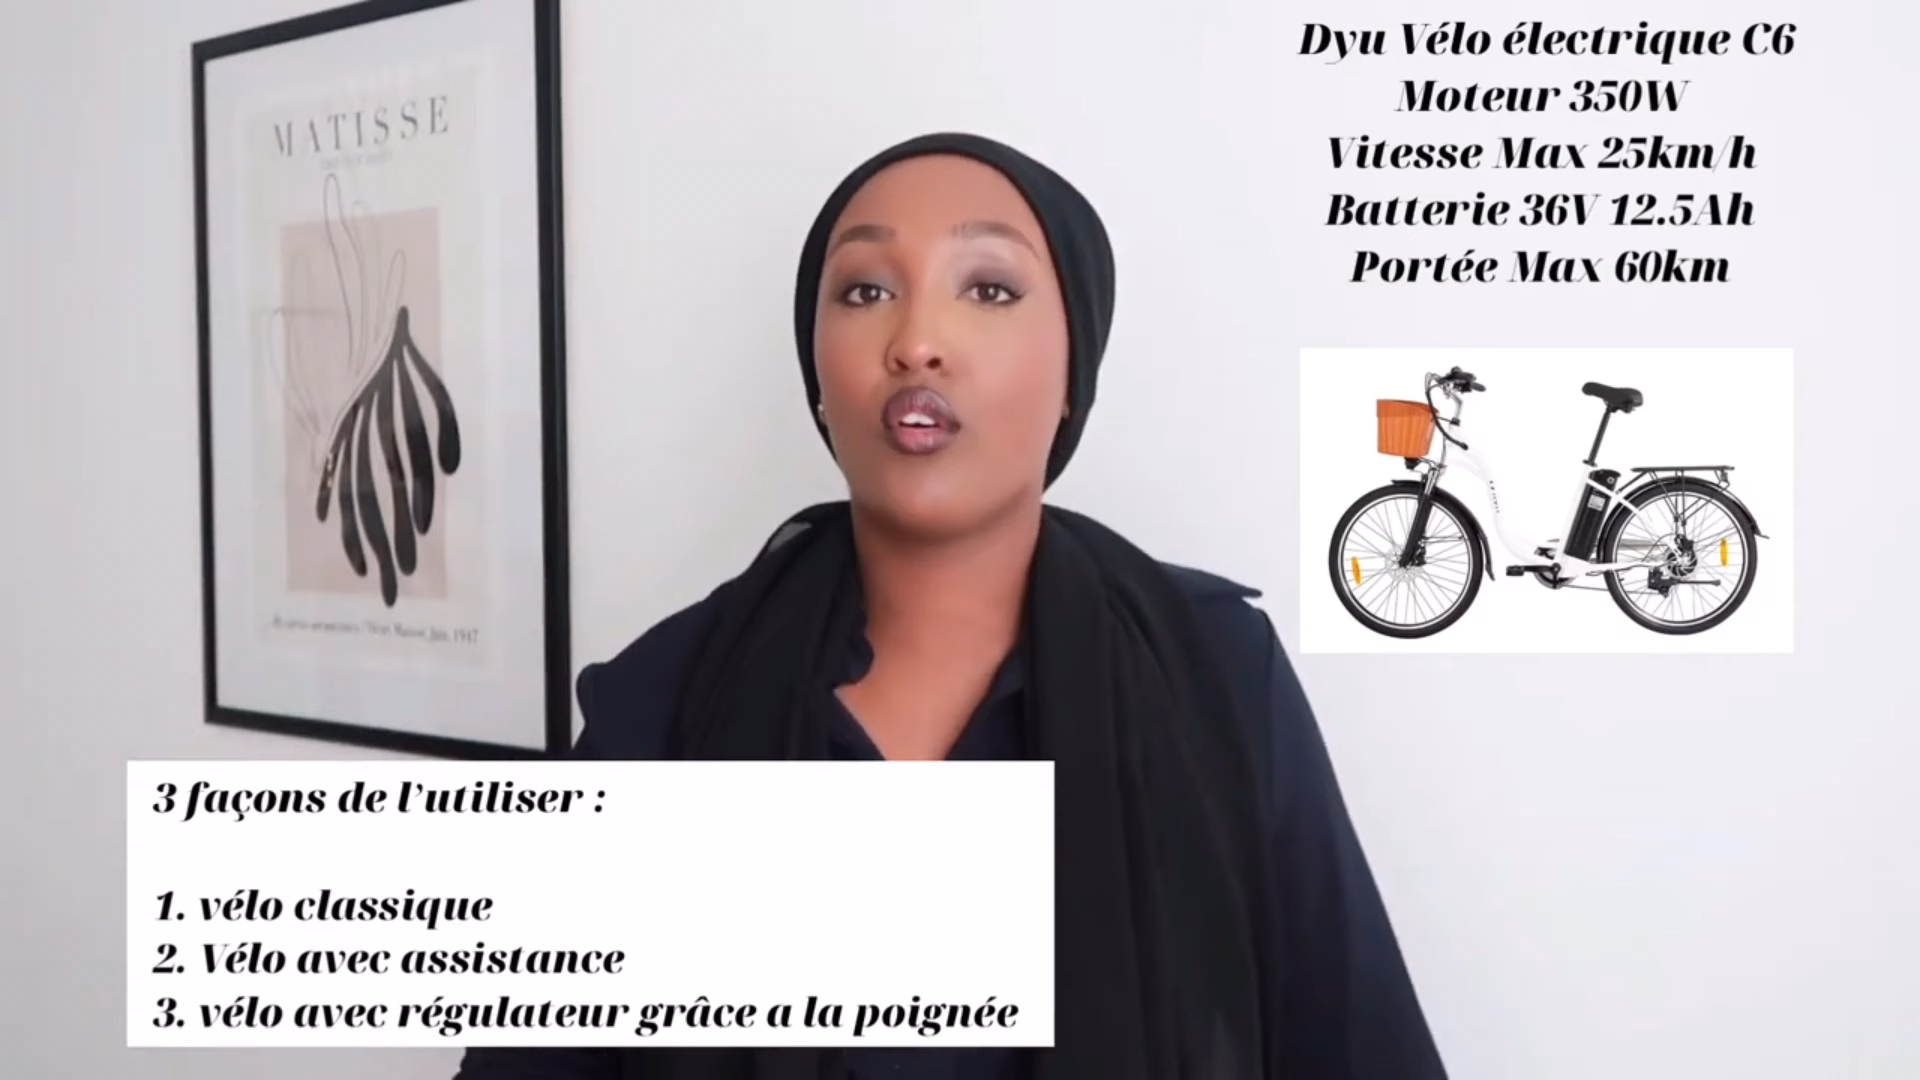 MATISSE
Dyu Vélo électrique C6
Moteur 350W
Vitesse Max 25km/h
Batterie 36V 12.5Ah
Portée Max 60km
3 façons de l'utiliser :
1. vélo classique
2. Vélo avec assistance
3. vélo avec régulateur grâce a la poignée